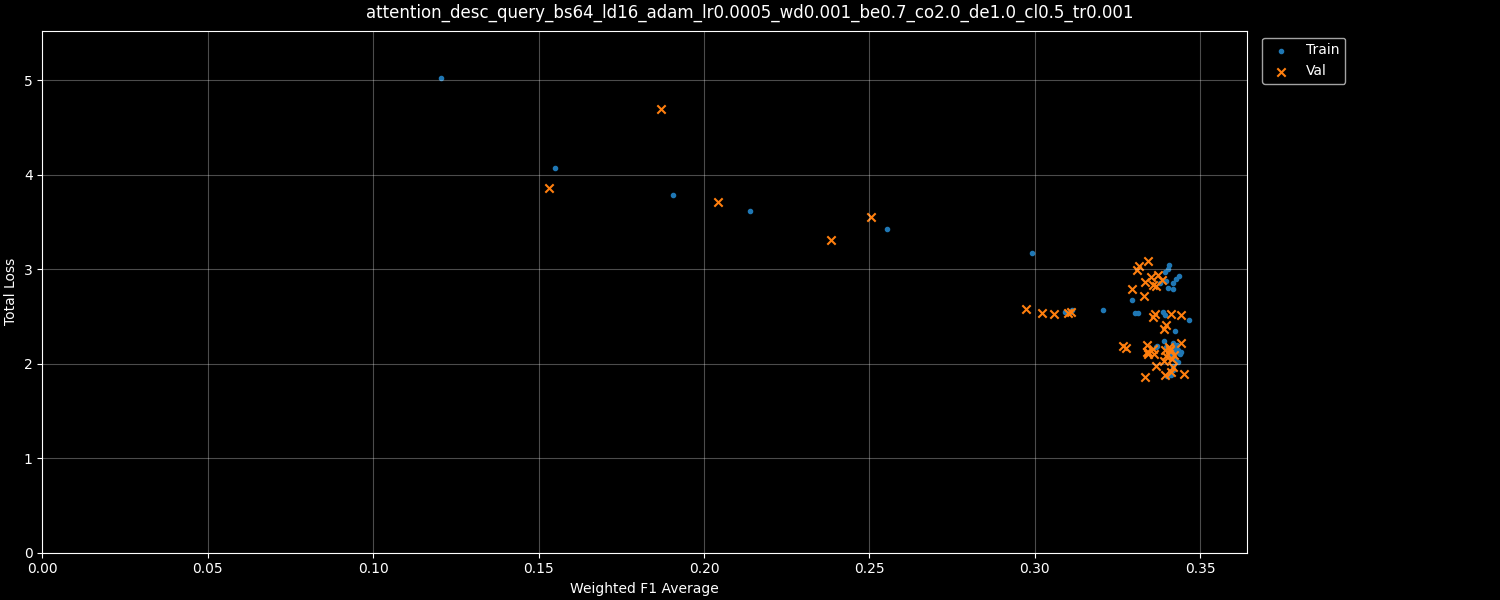 attention_desc_query_bs64_ld16_adam_lr0.0005_wd0.001_be0.7_co2.0_de1.0_cl0.5_tr0.001
Train
Val
Total Loss
5
4
3
2
1
0
0.00 0.05 0.10 0.15 0.20 0.25 0.30 0.35
Weighted F1 Average